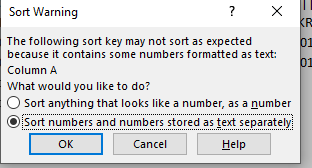 Sort Warning
The following sort key may not sort as expected
because it contains some numbers formatted as text:
Column A
What would you like to do?
Sort anything that looks like a number, as a number
Sort numbers and numbers stored as text separately
OK Cancel Help